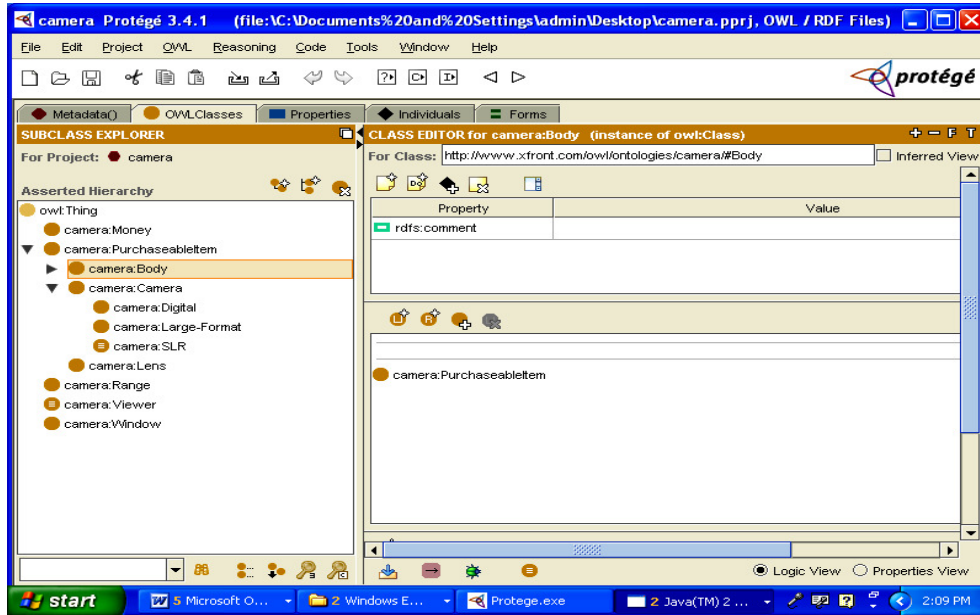 camera Protégé 3.4.1 (file:\C:\Documents%20and%20Settings\admin\Desktop\camera.pprj, OWL / RDF Files)
File Edit Project OWL Reasoning Code Tools Window Help
protégé
Metadata() OWLClasses Properties Individuals Forms
SUBCLASS EXPLORER
For Project: camera
Asserted Hierarchy
owl:Thing
camera:Money
camera:PurchaseableItem
camera:Body
camera:Camera
camera:Digital
camera:Large-Format
camera:SLR
camera:Lens
camera:Range
camera:Viewer
camera:Window
CLASS EDITOR for camera:Body (instance of owl:Class)
For Class: http://www.xfront.com/owl/ontologies/camera/#Body Inferred View
Property Value
rdfs:comment
camera:PurchaseableItem
Logic View Properties View
start 5 Microsoft O... 2 Windows E... Protege.exe 2 Java(TM) 2 ... 2:09 PM